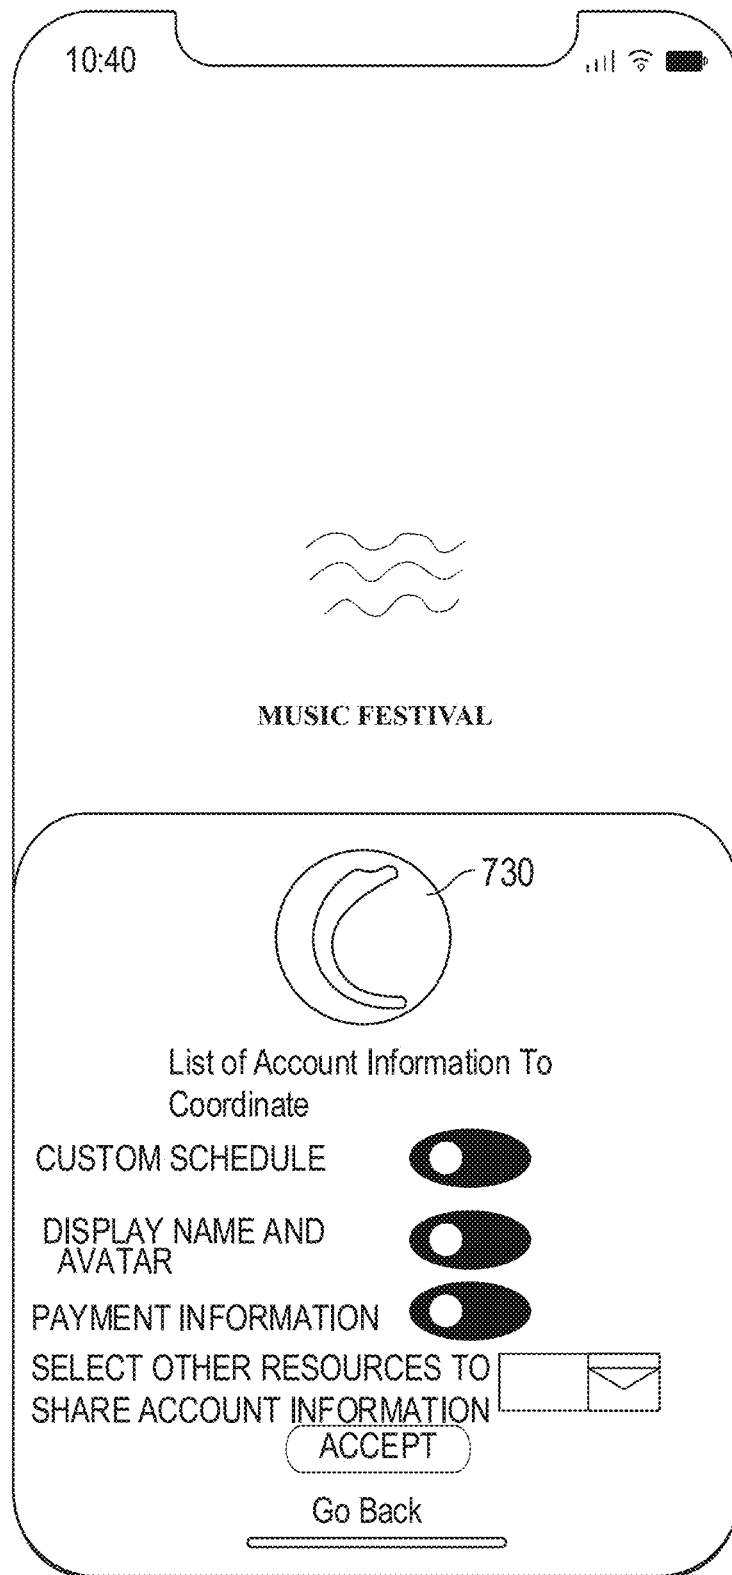 10:40
MUSIC FESTIVAL
730
List of Account Information To
Coordinate
CUSTOM SCHEDULE
DISPLAY NAME AND
AVATAR
PAYMENT INFORMATION
SELECT OTHER RESOURCES TO
SHARE ACCOUNT INFORMATION
ACCEPT
Go Back